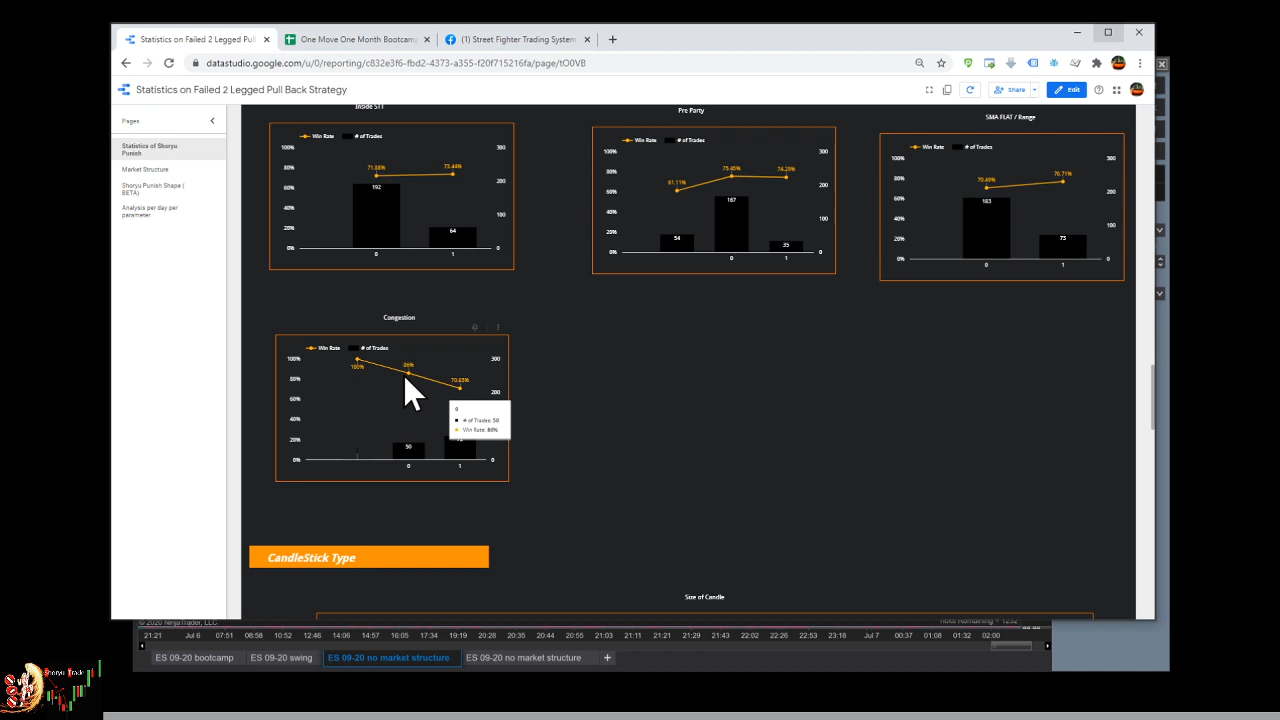 Statistics on Failed 2 Legged Pull
One Move One Month Bootcamp
(1) Street Fighter Trading System
datastudio.google.com/u/0/reporting/c832e3f6-fbd2-4373-a355-f20f715216fa/page/tO0VB
Statistics on Failed 2 Legged Pull Back Strategy
Share
Edit
Pages
Statistics of Shoryu
Punish
Market Structure
Shoryu Punish Shape (
BETA)
Analysis per day per
parameter
Inside STT
Win Rate # of Trades
100%
80%
60%
40%
20%
0%
300
200
100
0
71.88%
73.44%
192
64
0 1
Pre Party
Win Rate # of Trades
100%
80%
60%
40%
20%
0%
300
200
100
0
61.11%
75.45%
74.29%
54
167
35
0 1
SMA FLAT / Range
Win Rate # of Trades
100%
80%
60%
40%
20%
0%
300
200
100
0
70.49%
76.71%
183
73
0 1
Congestion
Win Rate # of Trades
100%
80%
60%
40%
20%
0%
300
200
0
100%
86%
70.83%
50
0 1
0
# of Trades: 50
Win Rate: 86%
CandleStick Type
Size of Candle
© 2020 NinjaTrader, LLC
Ticks Remaining = 1232
21:21 Jul 6 07:51 08:58 10:52 12:46 14:06 14:57 16:05 17:34 19:19 20:28 20:35 20:44 20:55 21:03 21:11 21:43 22:02 22:26 22:53 23:18 Jul 7 00:37 01:08 01:32 02:00
ES 09-20 bootcamp
ES 09-20 swing
ES 09-20 no market structure
ES 09-20 no market structure
Shoryu Trade